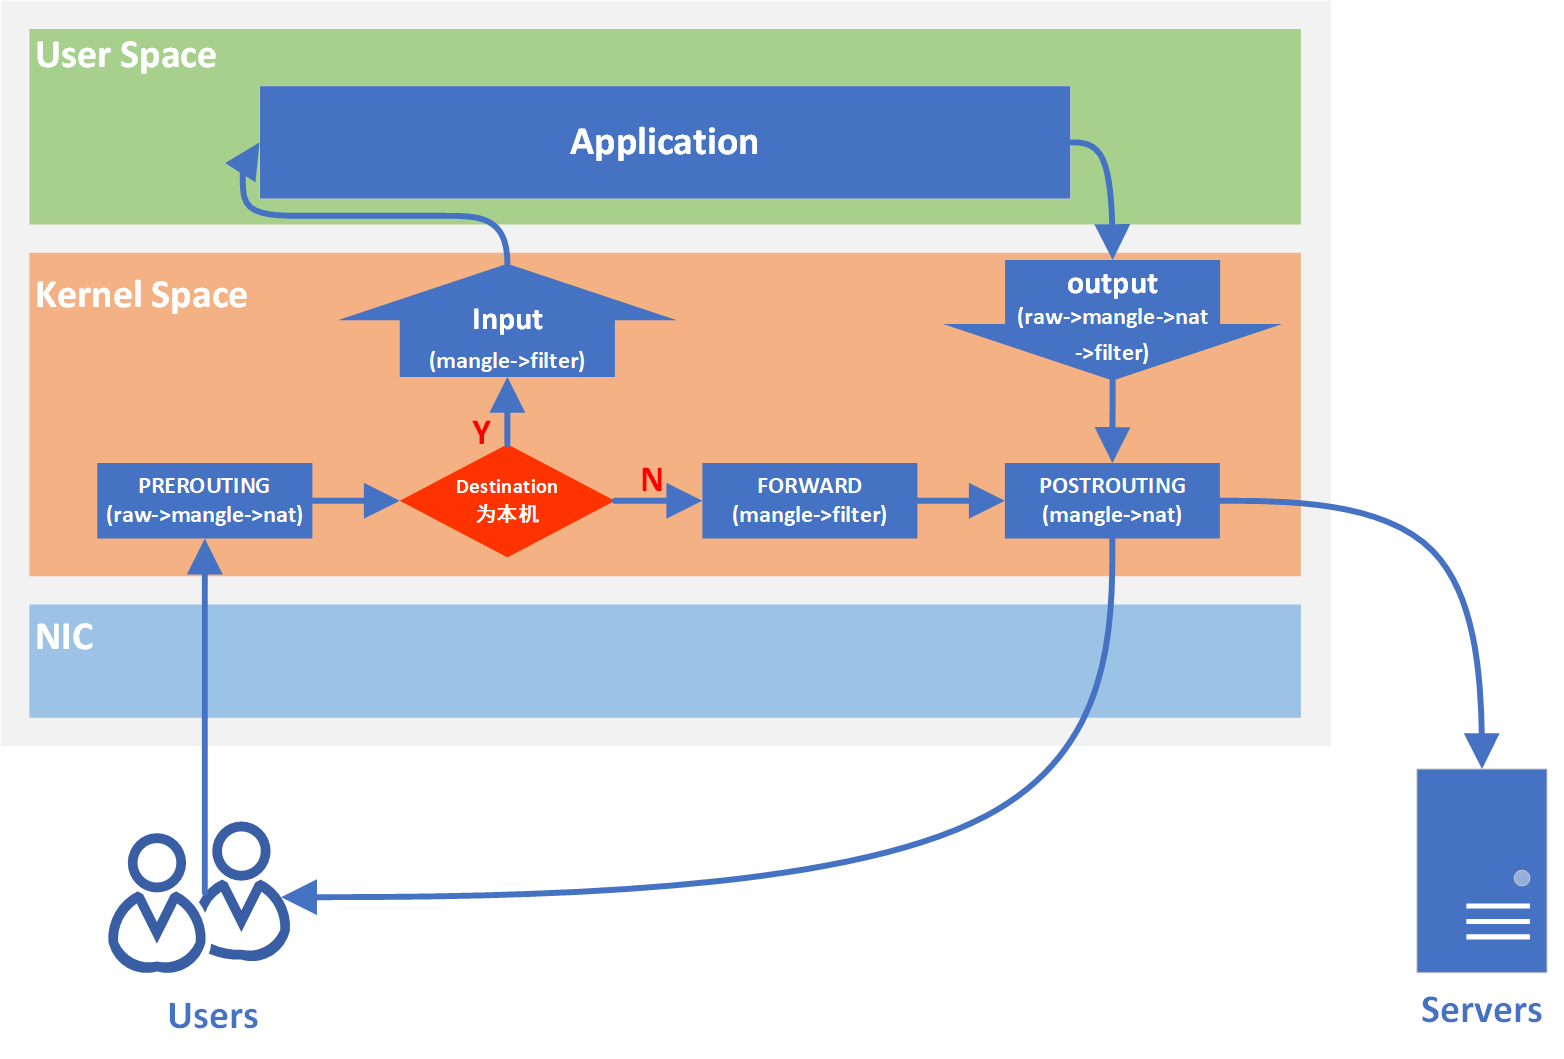 User Space
Application
Kernel Space
Input
(mangle->filter)
output
(raw->mangle->nat
->filter)
Y
N
PREROUTING
(raw->mangle->nat)
Destination
为本机
FORWARD
(mangle->filter)
POSTROUTING
(mangle->nat)
NIC
Users
Servers